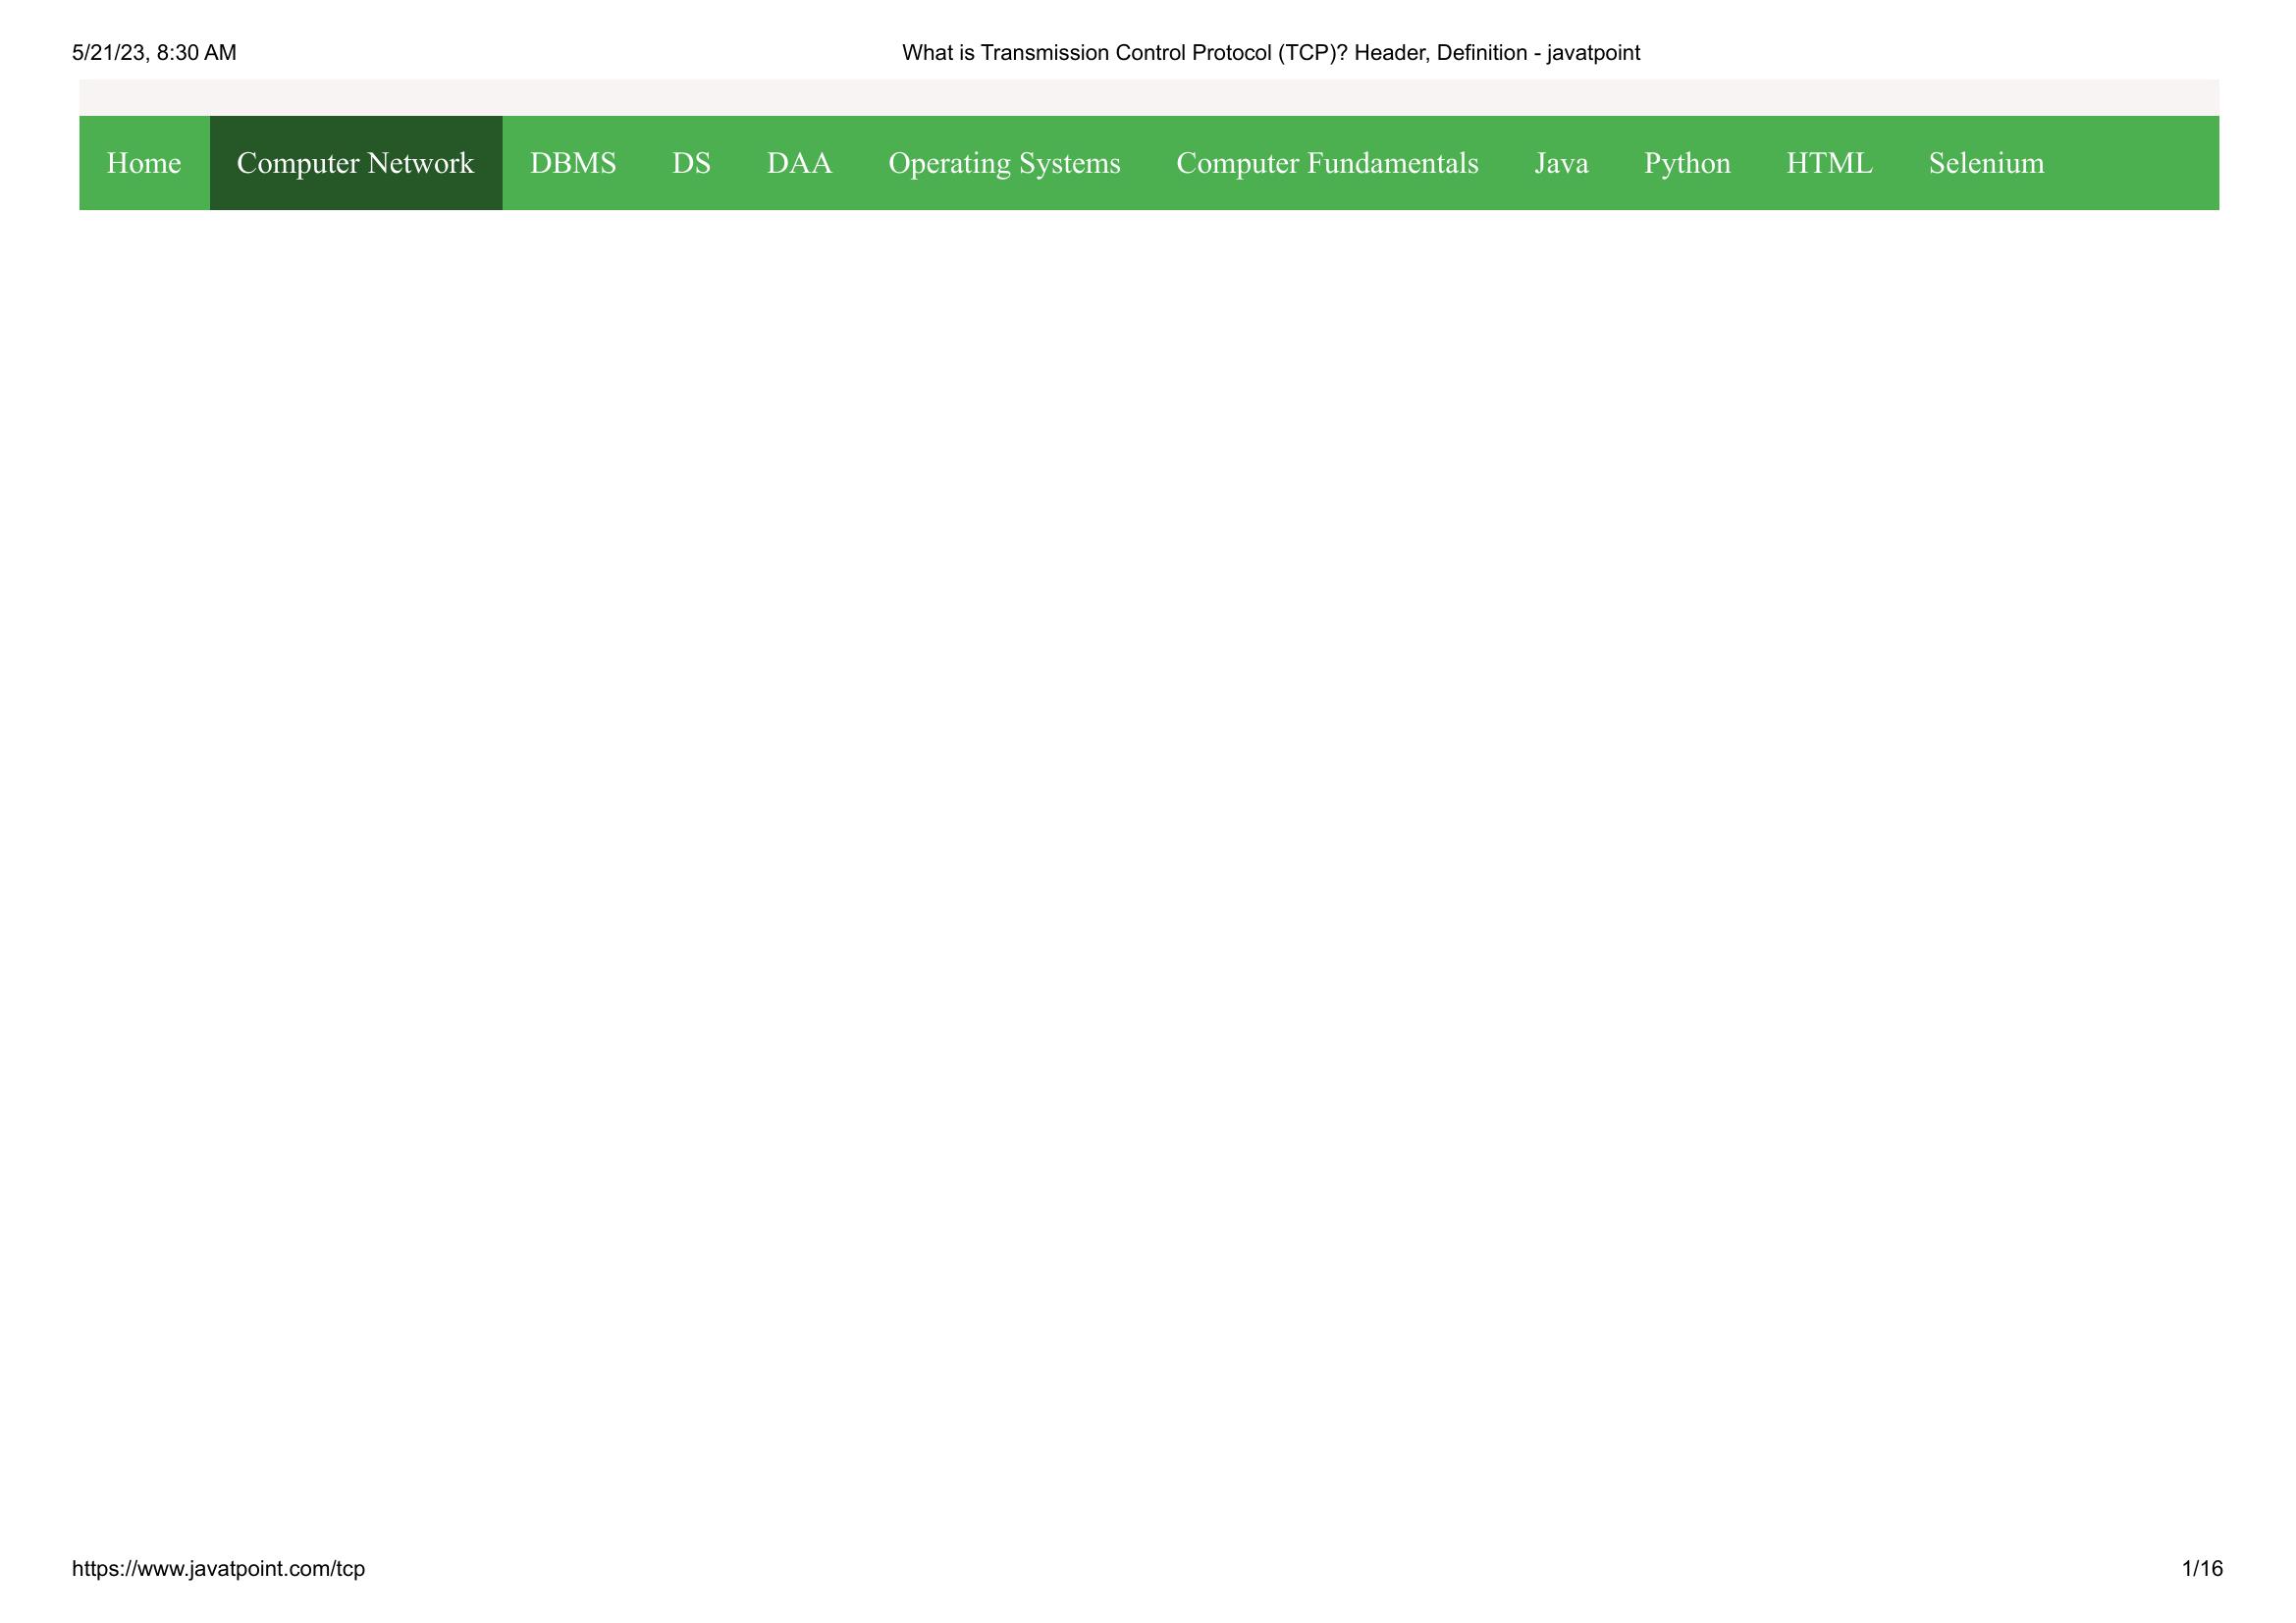 5/21/23, 8:30 AM What is Transmission Control Protocol (TCP)? Header, Definition - javatpoint
Home Computer Network DBMS DS DAA Operating Systems Computer Fundamentals Java Python HTML Selenium
https://www.javatpoint.com/tcp 1/16